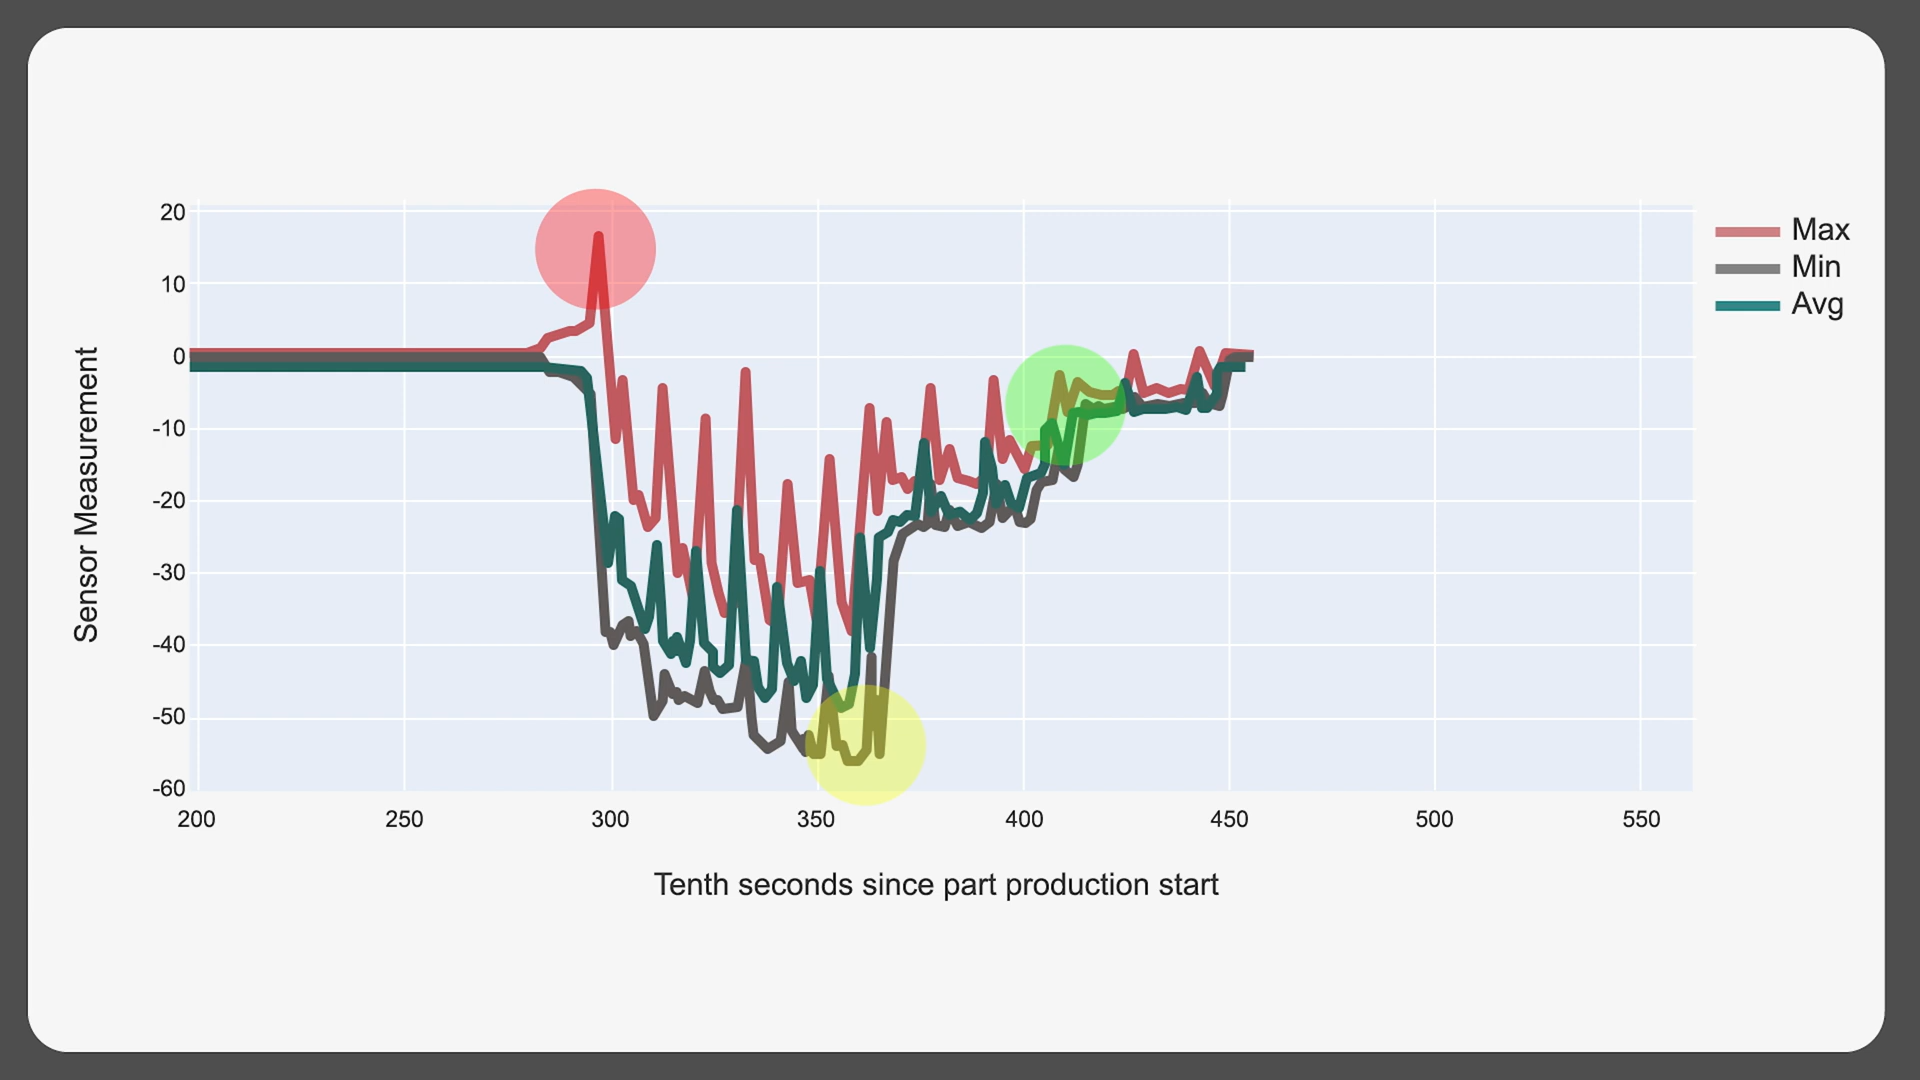 20
10
0
-10
-20
-30
-40
-50
-60
Sensor Measurement
200 250 300 350 400 450 500 550
Tenth seconds since part production start
Max
Min
Avg